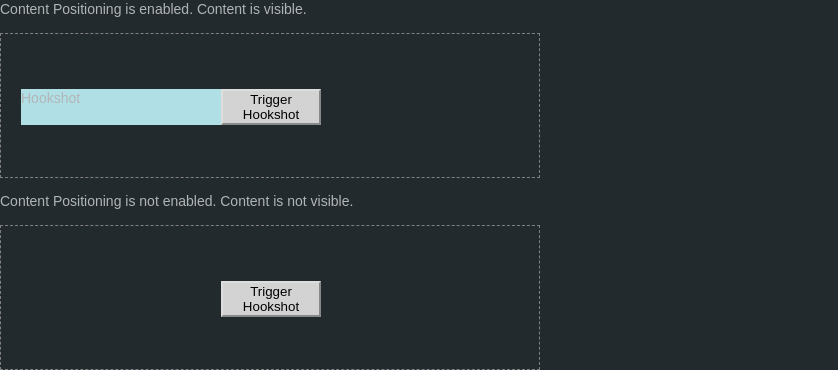 Content Positioning is enabled. Content is visible.
Hookshot
Trigger
Hookshot
Content Positioning is not enabled. Content is not visible.
Trigger
Hookshot